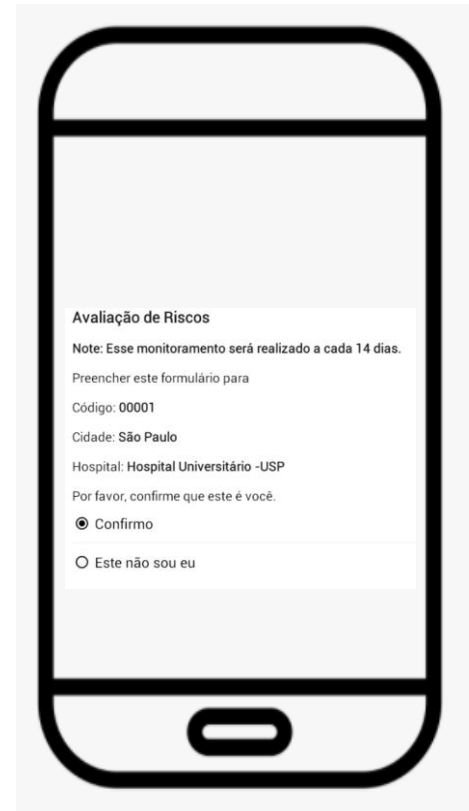 Avaliação de Riscos
Note: Esse monitoramento será realizado a cada 14 dias.
Preencher este formulário para
Código: 00001
Cidade: São Paulo
Hospital: Hospital Universitário -USP
Por favor, confirme que este é você.
Confirmo
Este não sou eu